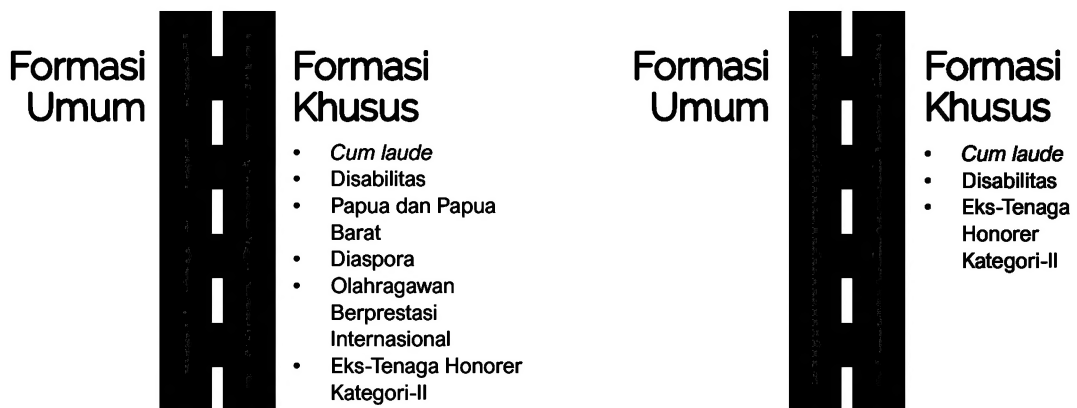 Formasi
Umum
Formasi
Khusus
• Cum laude
• Disabilitas
• Papua dan Papua
Barat
• Diaspora
• Olahragawan
Berprestasi
Internasional
• Eks-Tenaga Honorer
Kategori-II
Formasi
Umum
Formasi
Khusus
• Cum laude
• Disabilitas
• Eks-Tenaga
Honorer
Kategori-II